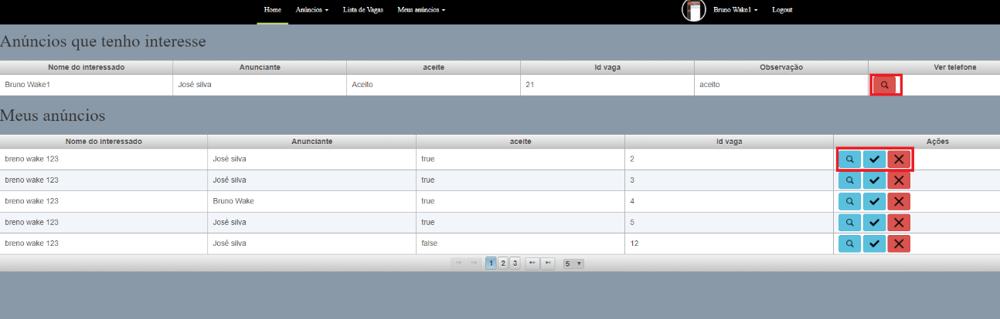 Home Anúncios Lista de Vagas Meus anúncios Bruno Wake1 Logout
Anúncios que tenho interesse
Nome do interessado Anunciante aceite Id vaga Observação Ver telefone
Bruno Wake1 José silva Aceito 21 aceito
Meus anúncios
Nome do interessado Anunciante aceite Id vaga Ações
breno wake 123 José silva true 2
breno wake 123 José silva true 3
breno wake 123 Bruno Wake true 4
breno wake 123 José silva true 5
breno wake 123 José silva false 12
1 2 3 5